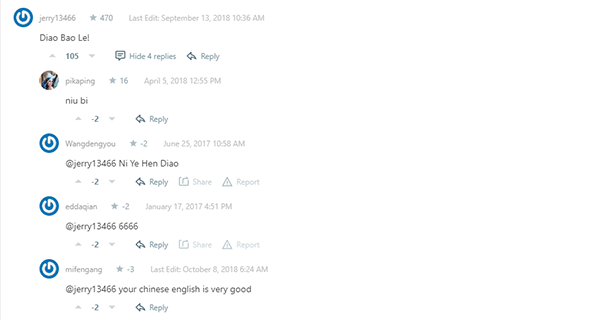 jerry13466 ★ 470 Last Edit: September 13, 2018 10:36 AM
Diao Bao Le!
105 Hide 4 replies Reply
pikaping ★ 16 April 5, 2018 12:55 PM
niu bi
-2 Reply
Wangdengyou ★ -2 June 25, 2017 10:58 AM
@jerry13466 Ni Ye Hen Diao
-2 Reply Share Report
eddaqian ★ -2 January 17, 2017 4:51 PM
@jerry13466 6666
-2 Reply Share Report
mifengang ★ -3 Last Edit: October 8, 2018 6:24 AM
@jerry13466 your chinese english is very good
-2 Reply